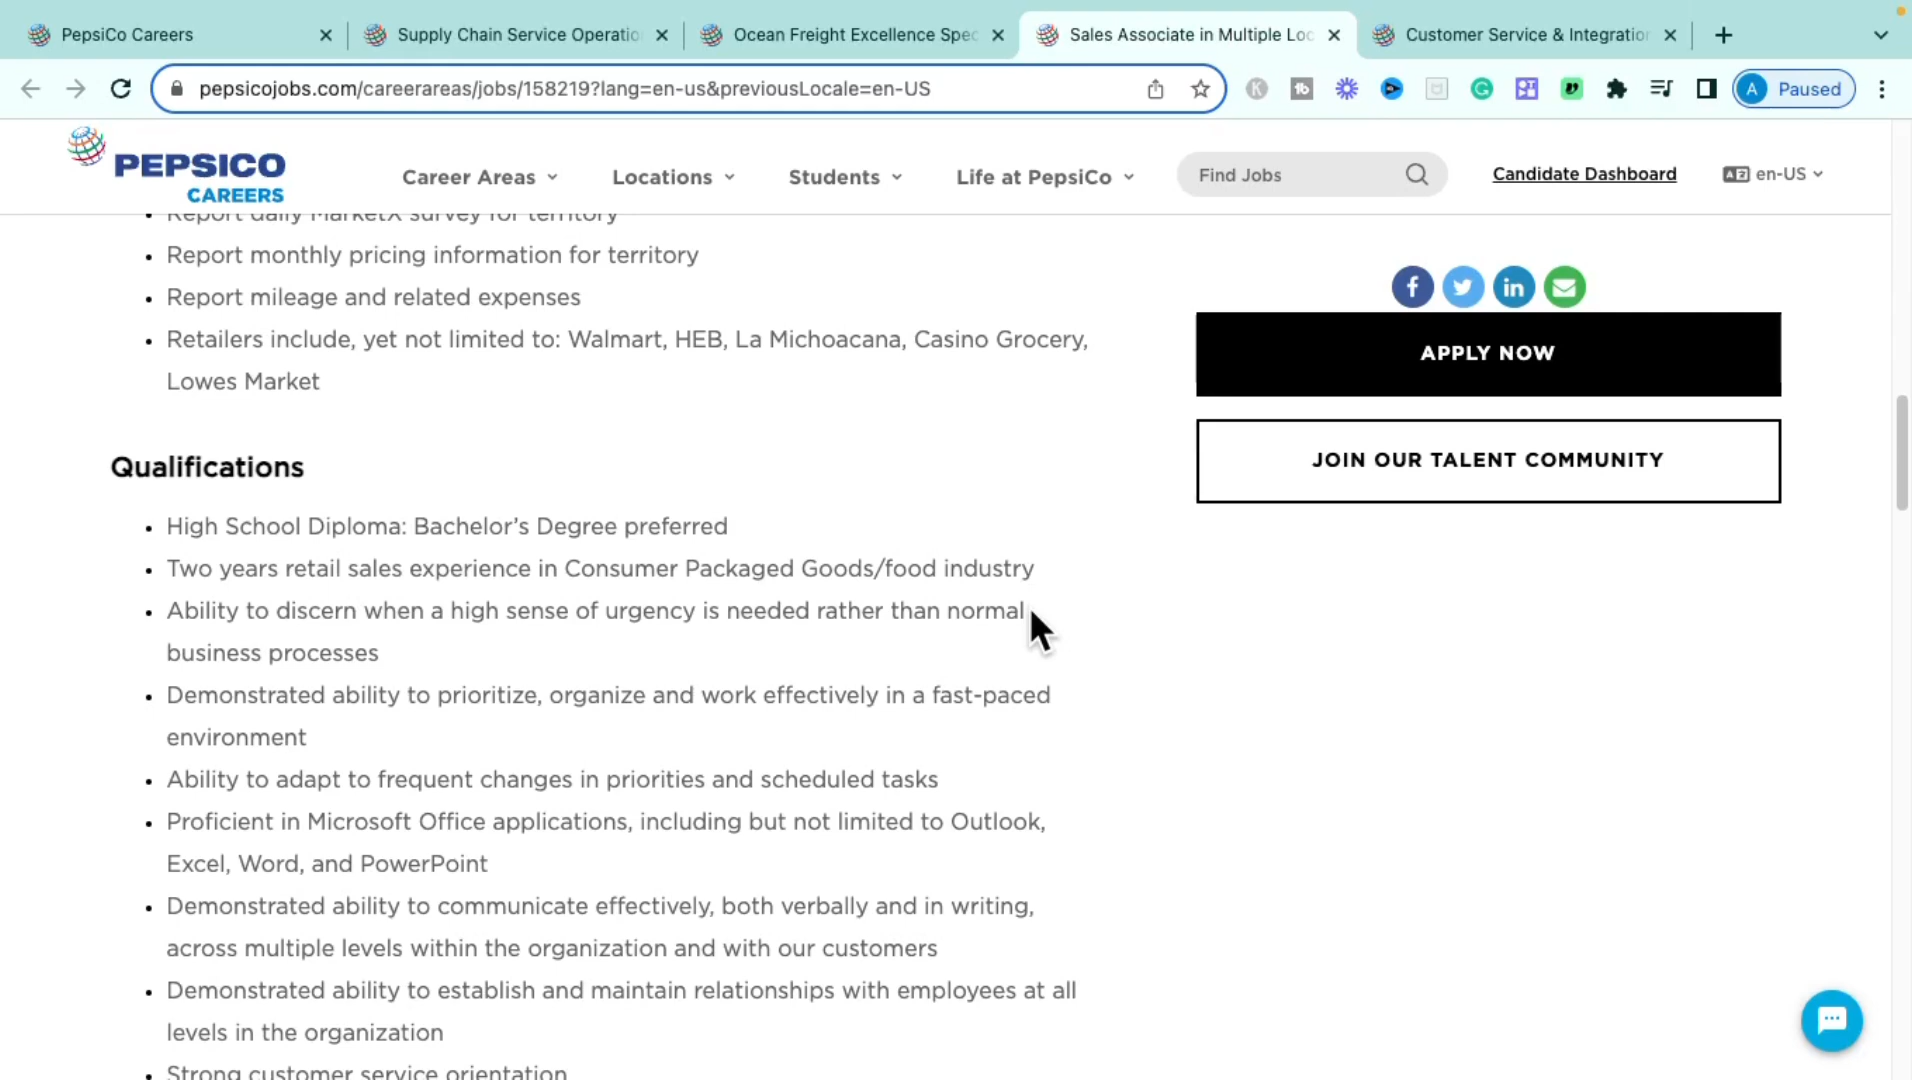 PepsiCo Careers
Supply Chain Service Operatio
Ocean Freight Excellence Spec
Sales Associate in Multiple Loc
Customer Service & Integration
pepsicojobs.com/careerareas/jobs/158219?lang=en-us&previousLocale=en-US
A Paused
PEPSICO
CAREERS
Career Areas
Locations
Students
Life at PepsiCo
Find Jobs
Candidate Dashboard
en-US
Report daily MarketX survey for territory
Report monthly pricing information for territory
Report mileage and related expenses
Retailers include, yet not limited to: Walmart, HEB, La Michoacana, Casino Grocery,
Lowes Market
APPLY NOW
JOIN OUR TALENT COMMUNITY
Qualifications
High School Diploma: Bachelor’s Degree preferred
Two years retail sales experience in Consumer Packaged Goods/food industry
Ability to discern when a high sense of urgency is needed rather than normal
business processes
Demonstrated ability to prioritize, organize and work effectively in a fast-paced
environment
Ability to adapt to frequent changes in priorities and scheduled tasks
Proficient in Microsoft Office applications, including but not limited to Outlook,
Excel, Word, and PowerPoint
Demonstrated ability to communicate effectively, both verbally and in writing,
across multiple levels within the organization and with our customers
Demonstrated ability to establish and maintain relationships with employees at all
levels in the organization
Strong customer service orientation